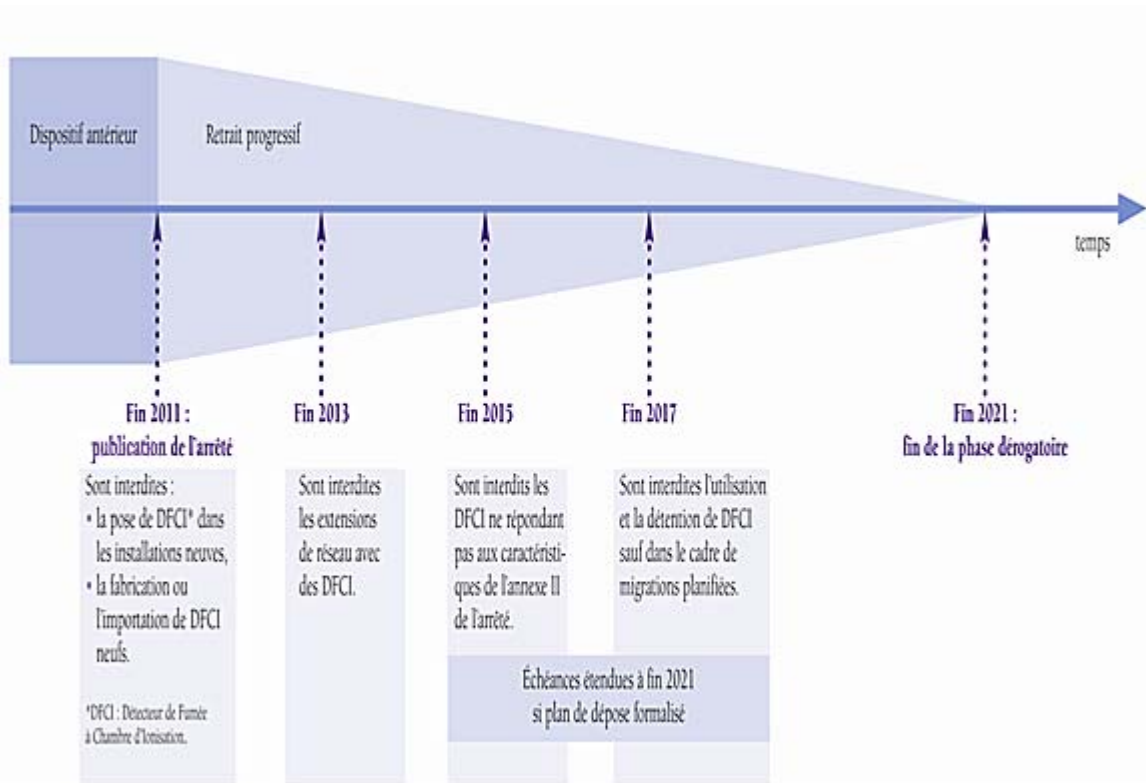 Dispositif antérieur
Retrait progressif
temps
Fin 2011 :
publication de l'arrêté
Sont interdites :
• la pose de DFCI* dans
les installations neuves,
• la fabrication ou
l'importation de DFCI
neufs.
*DFCI : Détecteur de Fumée
à Chambre d'Ionisation.
Fin 2013
Sont interdites
les extensions
de réseau avec
des DFCI.
Fin 2015
Sont interdits les
DFCI ne répondant
pas aux caractéristi-
ques de l'annexe II
de l'arrêté.
Fin 2017
Sont interdites l'utilisation
et la détention de DFCI
sauf dans le cadre de
migrations planifiées.
Échéances étendues à fin 2021
si plan de dépose formalisé
Fin 2021 :
fin de la phase dérogatoire